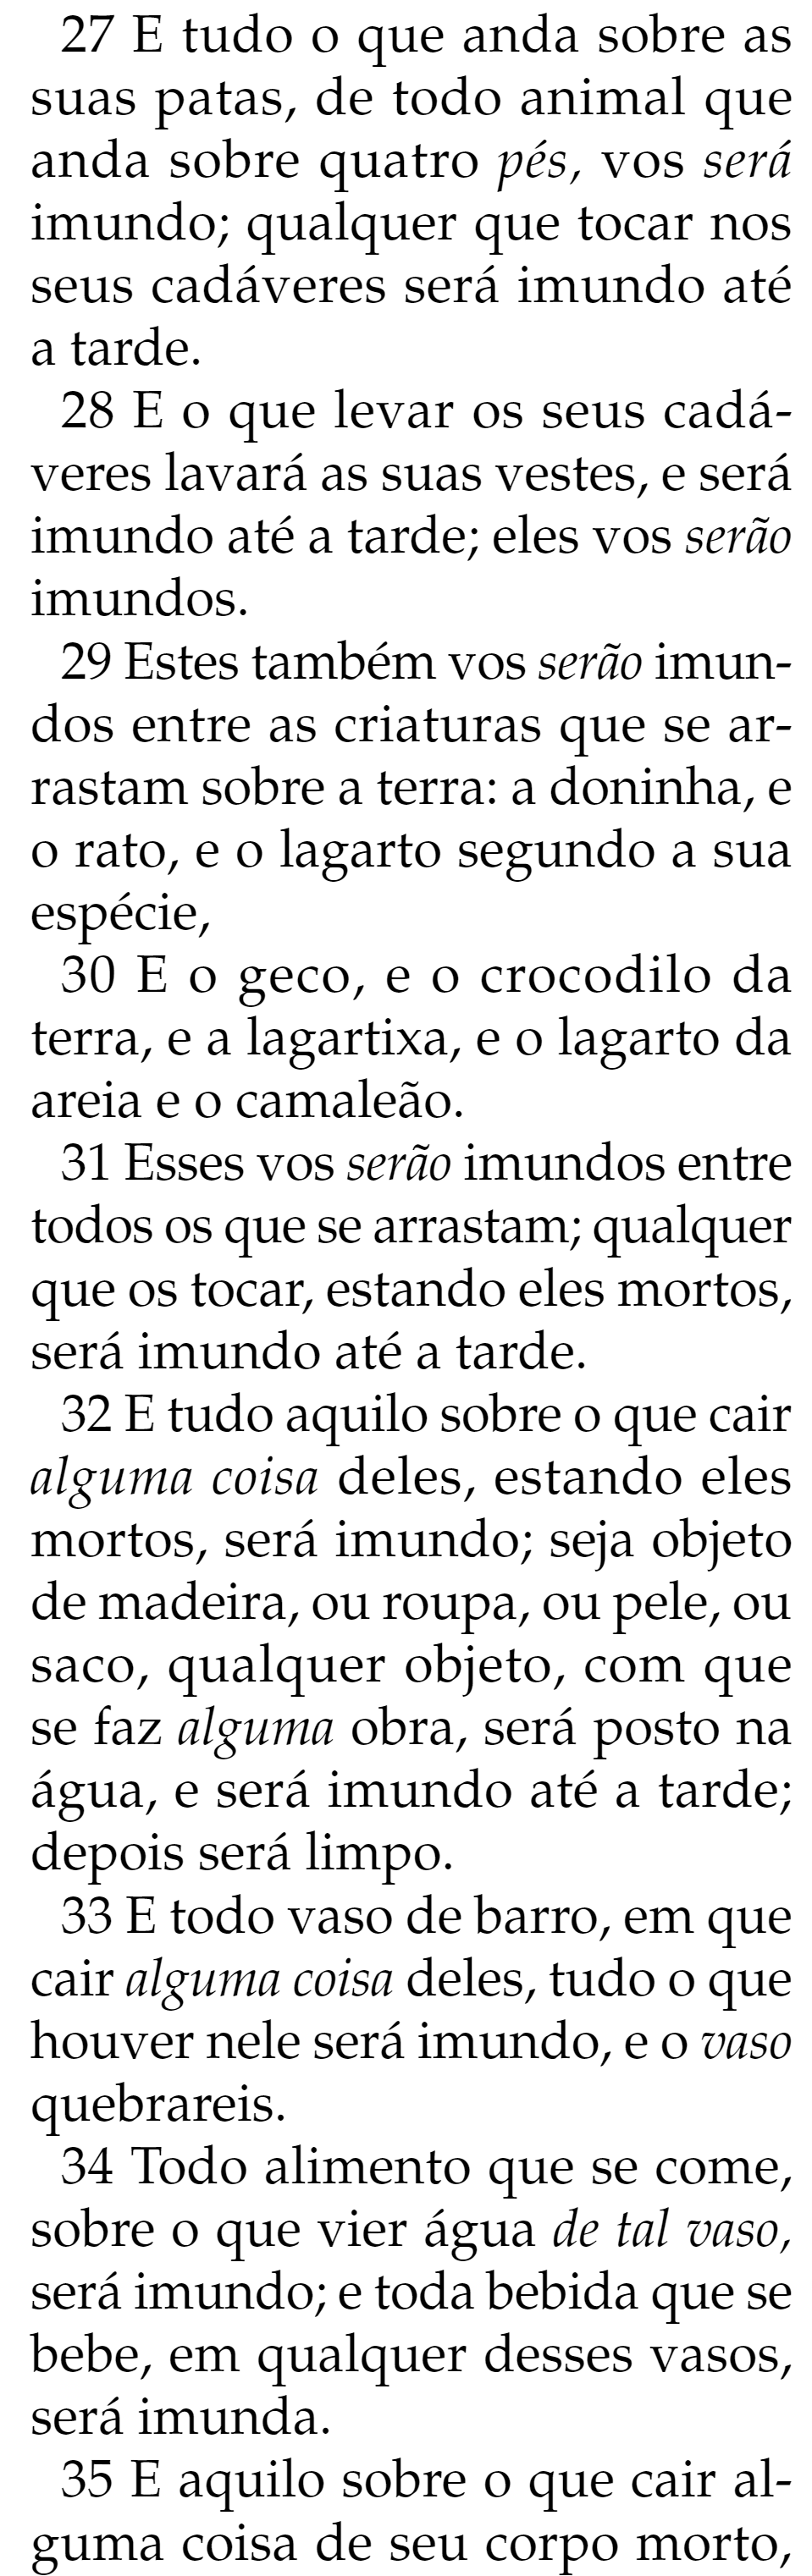 27 E tudo o que anda sobre as
suas patas, de todo animal que
anda sobre quatro pés, vos será
imundo; qualquer que tocar nos
seus cadáveres será imundo até
a tarde.
28 E o que levar os seus cadá-
veres lavará as suas vestes, e será
imundo até a tarde; eles vos serão
imundos.
29 Estes também vos serão imun-
dos entre as criaturas que se ar-
rastam sobre a terra: a doninha, e
o rato, e o lagarto segundo a sua
espécie,
30 E o geco, e o crocodilo da
terra, e a lagartixa, e o lagarto da
areia e o camaleão.
31 Esses vos serão imundos entre
todos os que se arrastam; qualquer
que os tocar, estando eles mortos,
será imundo até a tarde.
32 E tudo aquilo sobre o que cair
alguma coisa deles, estando eles
mortos, será imundo; seja objeto
de madeira, ou roupa, ou pele, ou
saco, qualquer objeto, com que
se faz alguma obra, será posto na
água, e será imundo até a tarde;
depois será limpo.
33 E todo vaso de barro, em que
cair alguma coisa deles, tudo o que
houver nele será imundo, e o vaso
quebrareis.
34 Todo alimento que se come,
sobre o que vier água de tal vaso,
será imundo; e toda bebida que se
bebe, em qualquer desses vasos,
será imunda.
35 E aquilo sobre o que cair al-
guma coisa de seu corpo morto,